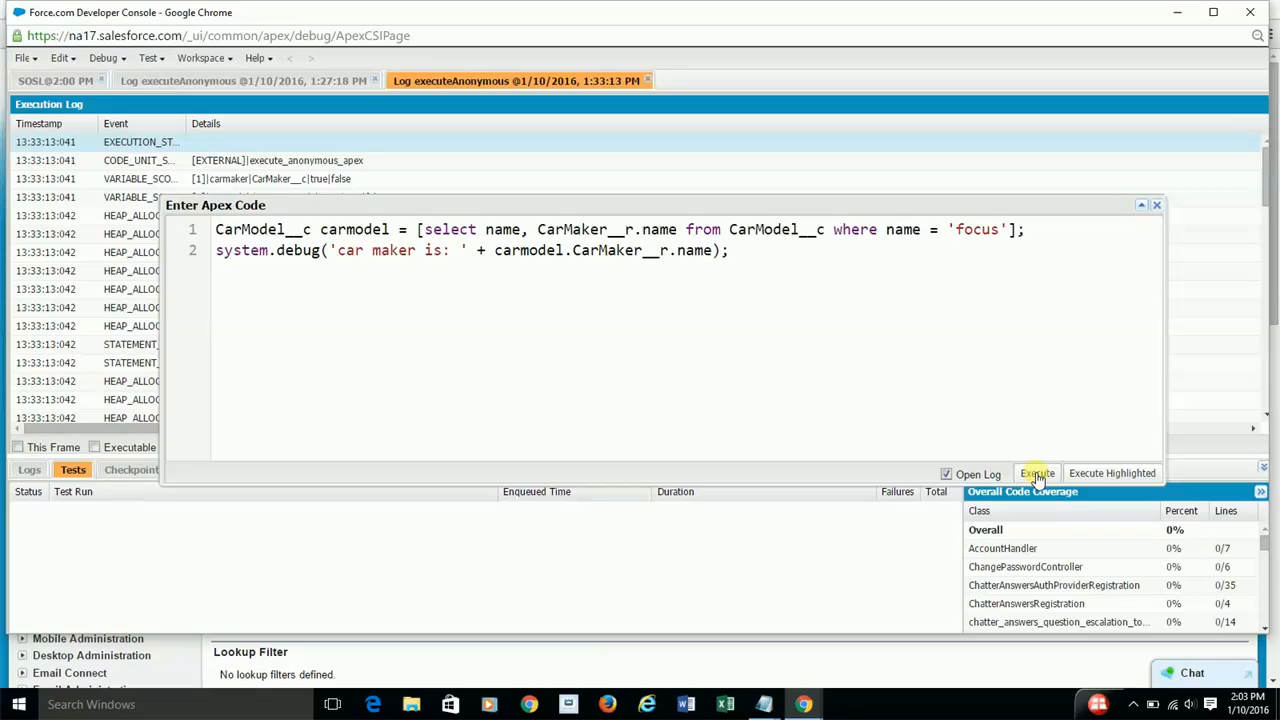 Force.com Developer Console - Google Chrome
https://na17.salesforce.com/_ui/common/apex/debug/ApexCSIPage
File Edit Debug Test Workspace Help < >
SOSL@2:00 PM Log executeAnonymous @1/10/2016, 1:27:18 PM Log executeAnonymous @1/10/2016, 1:33:13 PM
Execution Log
Timestamp Event Details
13:33:13:041 EXECUTION_ST...
13:33:13:041 CODE_UNIT_S... [EXTERNAL]|execute_anonymous_apex
13:33:13:041 VARIABLE_SCO... [1]|carmaker|CarMaker__c|true|false
13:33:13:041 VARIABLE_SCO...
13:33:13:042 HEAP_ALLOC
13:33:13:042 HEAP_ALLOC
13:33:13:042 HEAP_ALLOC
13:33:13:042 HEAP_ALLOC
13:33:13:042 HEAP_ALLOC
13:33:13:042 HEAP_ALLOC
13:33:13:042 HEAP_ALLOC
13:33:13:042 STATEMENT_
13:33:13:042 STATEMENT_
13:33:13:042 HEAP_ALLOC
13:33:13:042 HEAP_ALLOC
13:33:13:042 HEAP_ALLOC
Enter Apex Code
1 CarModel__c carmodel = [select name, CarMaker__r.name from CarModel__c where name = 'focus'];
2 system.debug('car maker is: ' + carmodel.CarMaker__r.name);
Open Log Execute Execute Highlighted
This Frame Executable
Logs Tests Checkpoint
Status Test Run Enqueued Time Duration Failures Total
Overall Code Coverage
Class Percent Lines
Overall 0%
AccountHandler 0% 0/7
ChangePasswordController 0% 0/6
ChatterAnswersAuthProviderRegistration 0% 0/35
ChatterAnswersRegistration 0% 0/4
chatter_answers_question_escalation_to... 0% 0/14
Mobile Administration
Desktop Administration
Email Connect
Lookup Filter
No lookup filters defined.
Chat
Search Windows
2:03 PM
1/10/2016